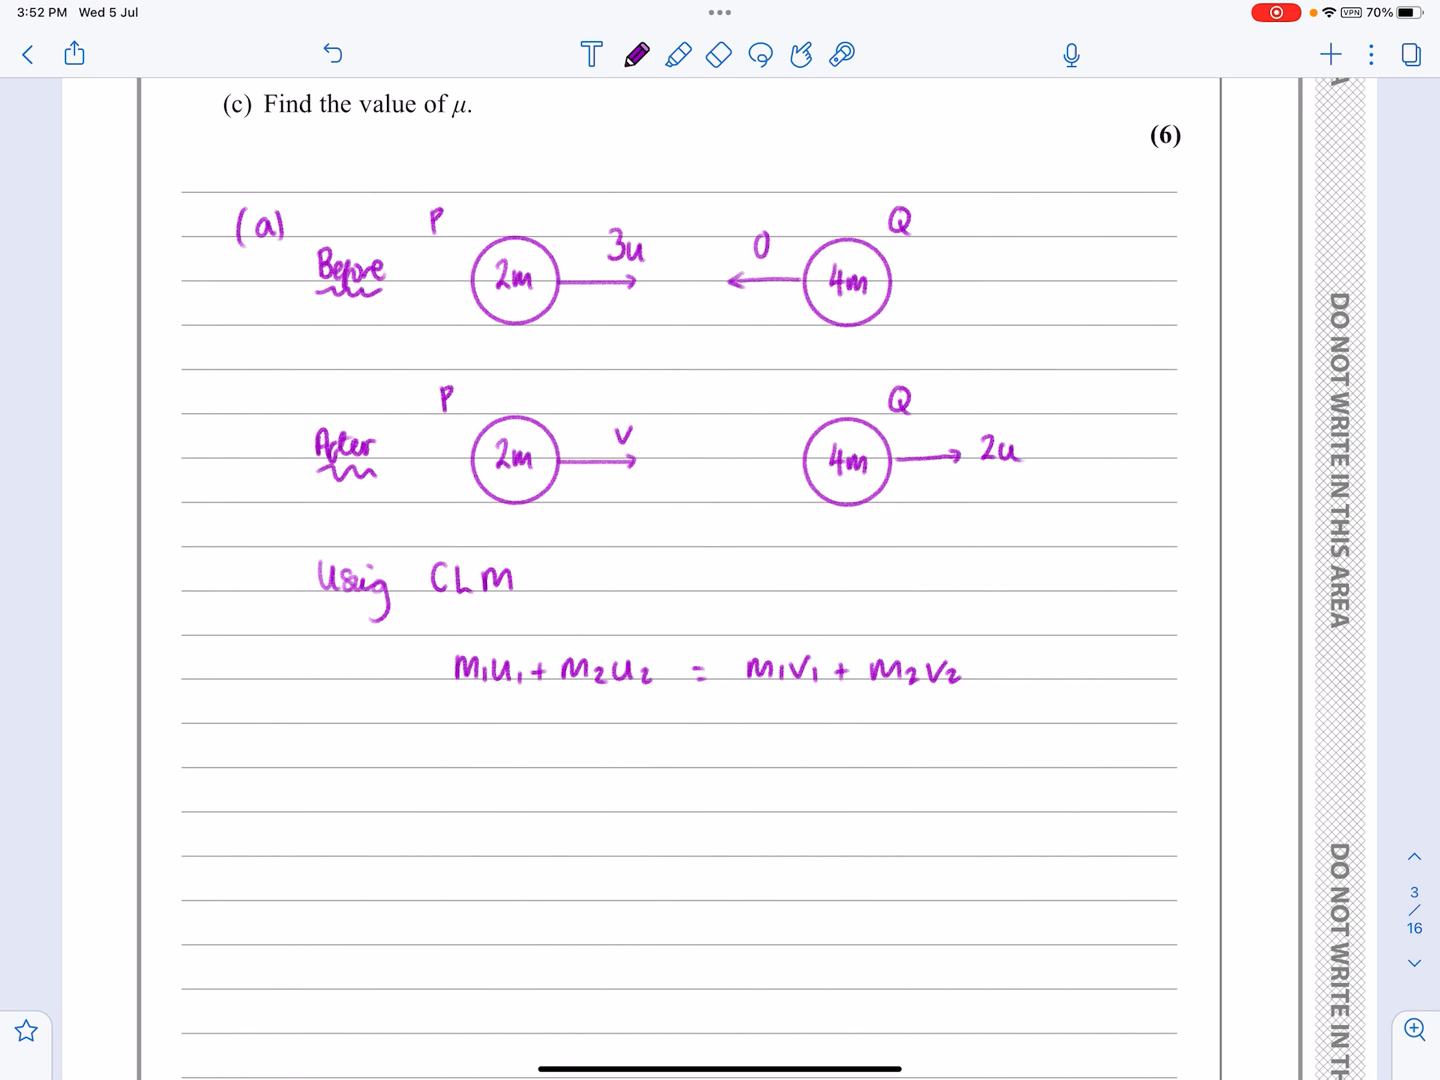 3:52 PM Wed 5 Jul
VPN 70%
T
(c) Find the value of μ.
(6)
(a)
P
Q
Before
2m
3u
0
4m
P
Q
After
2m
v
4m
2u
Using CLM
m₁u₁ + m₂u₂ = m₁v₁ + m₂v₂
A
DO NOT WRITE IN THIS AREA
DO NOT WRITE IN TH
3
/
16